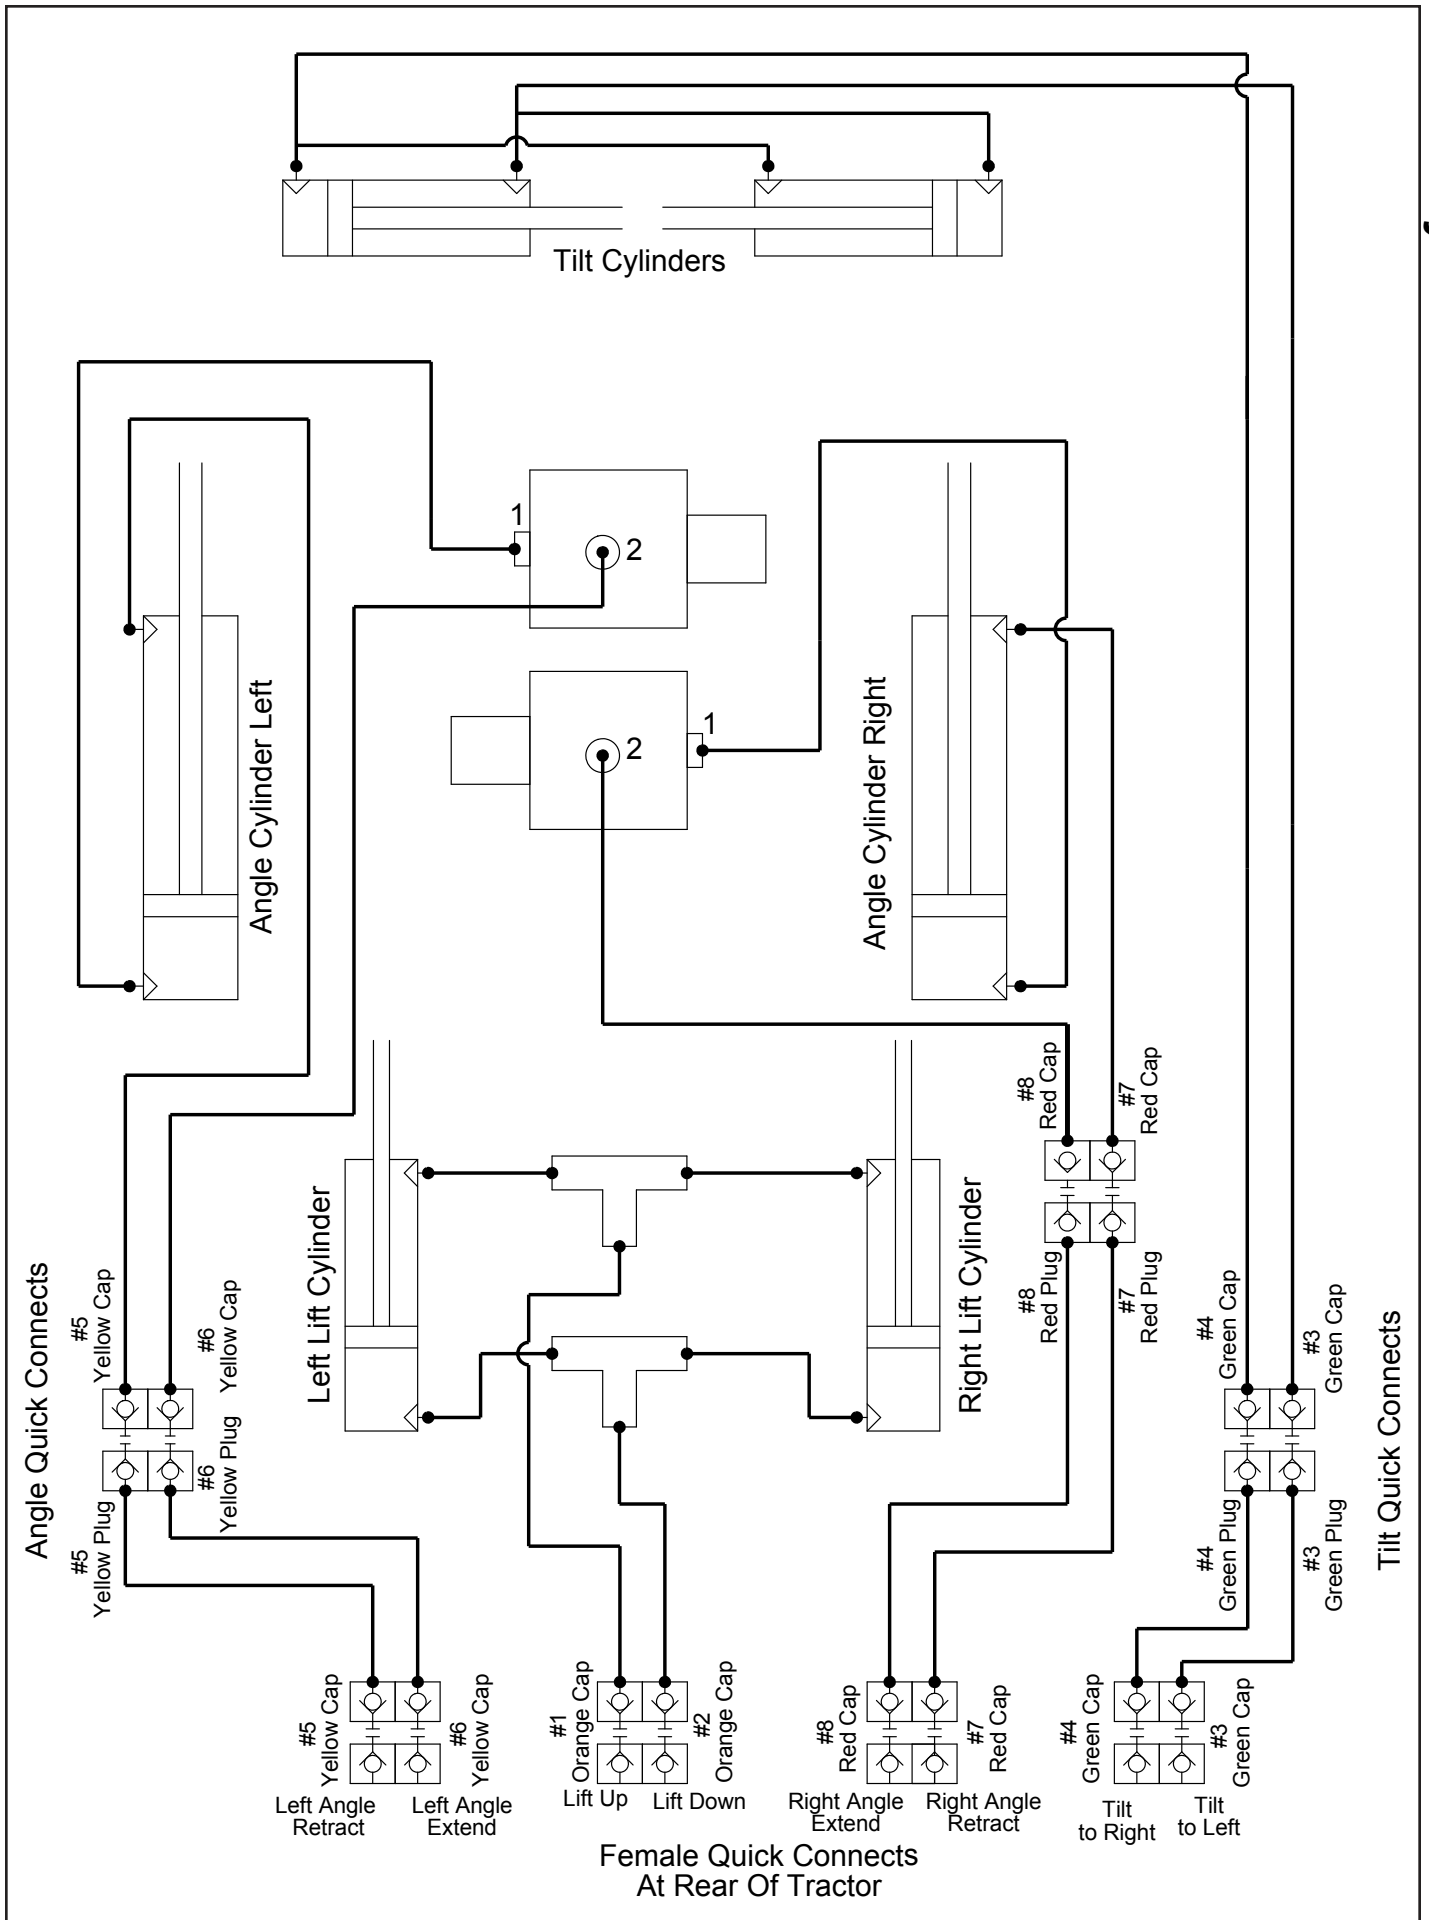 Tilt Cylinders
1
2
1
2
Angle Cylinder Left
Angle Cylinder Right
#8
Red Cap
#7
Red Cap
Left Lift Cylinder
Right Lift Cylinder
#8
Red Plug
#7
Red Plug
Angle Quick Connects
#5
Yellow Cap
#6
Yellow Cap
#5
Yellow Plug
#6
Yellow Plug
#4
Green Cap
#3
Green Cap
#4
Green Plug
#3
Green Plug
Tilt Quick Connects
#5
Yellow Cap
#6
Yellow Cap
#1
Orange Cap
#2
Orange Cap
#8
Red Cap
#7
Red Cap
#4
Green Cap
#3
Green Cap
Left Angle
Retract
Left Angle
Extend
Lift Up
Lift Down
Right Angle
Extend
Right Angle
Retract
Tilt
to Right
Tilt
to Left
Female Quick Connects
At Rear Of Tractor